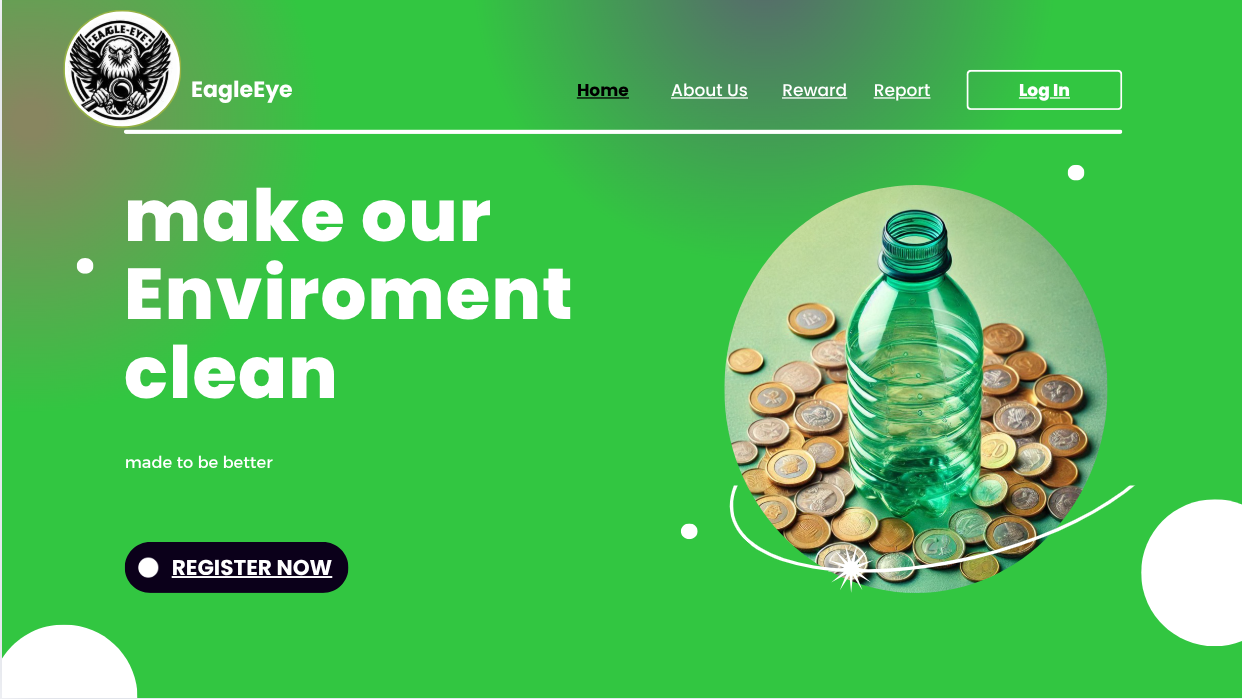 EAGLE-EYE
EagleEye
Home
About Us
Reward
Report
Log In
make our
Enviroment
clean
made to be better
REGISTER NOW